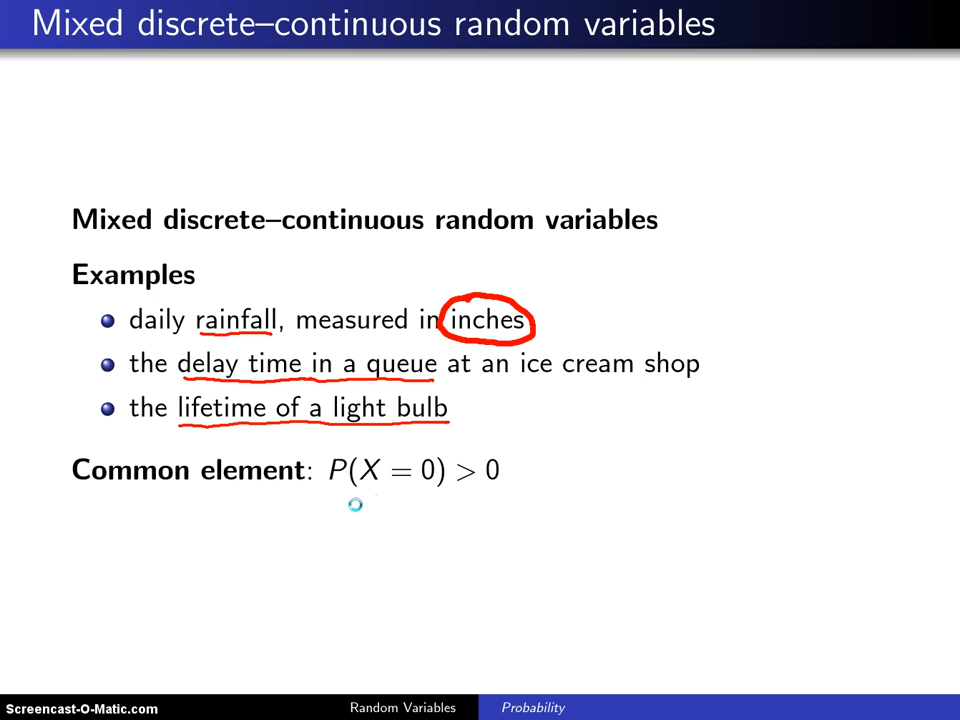 Mixed discrete–continuous random variables
Mixed discrete–continuous random variables
Examples
daily rainfall, measured in inches
the delay time in a queue at an ice cream shop
the lifetime of a light bulb
Common element: P(X = 0) > 0
Screencast-O-Matic.com
Random Variables
Probability